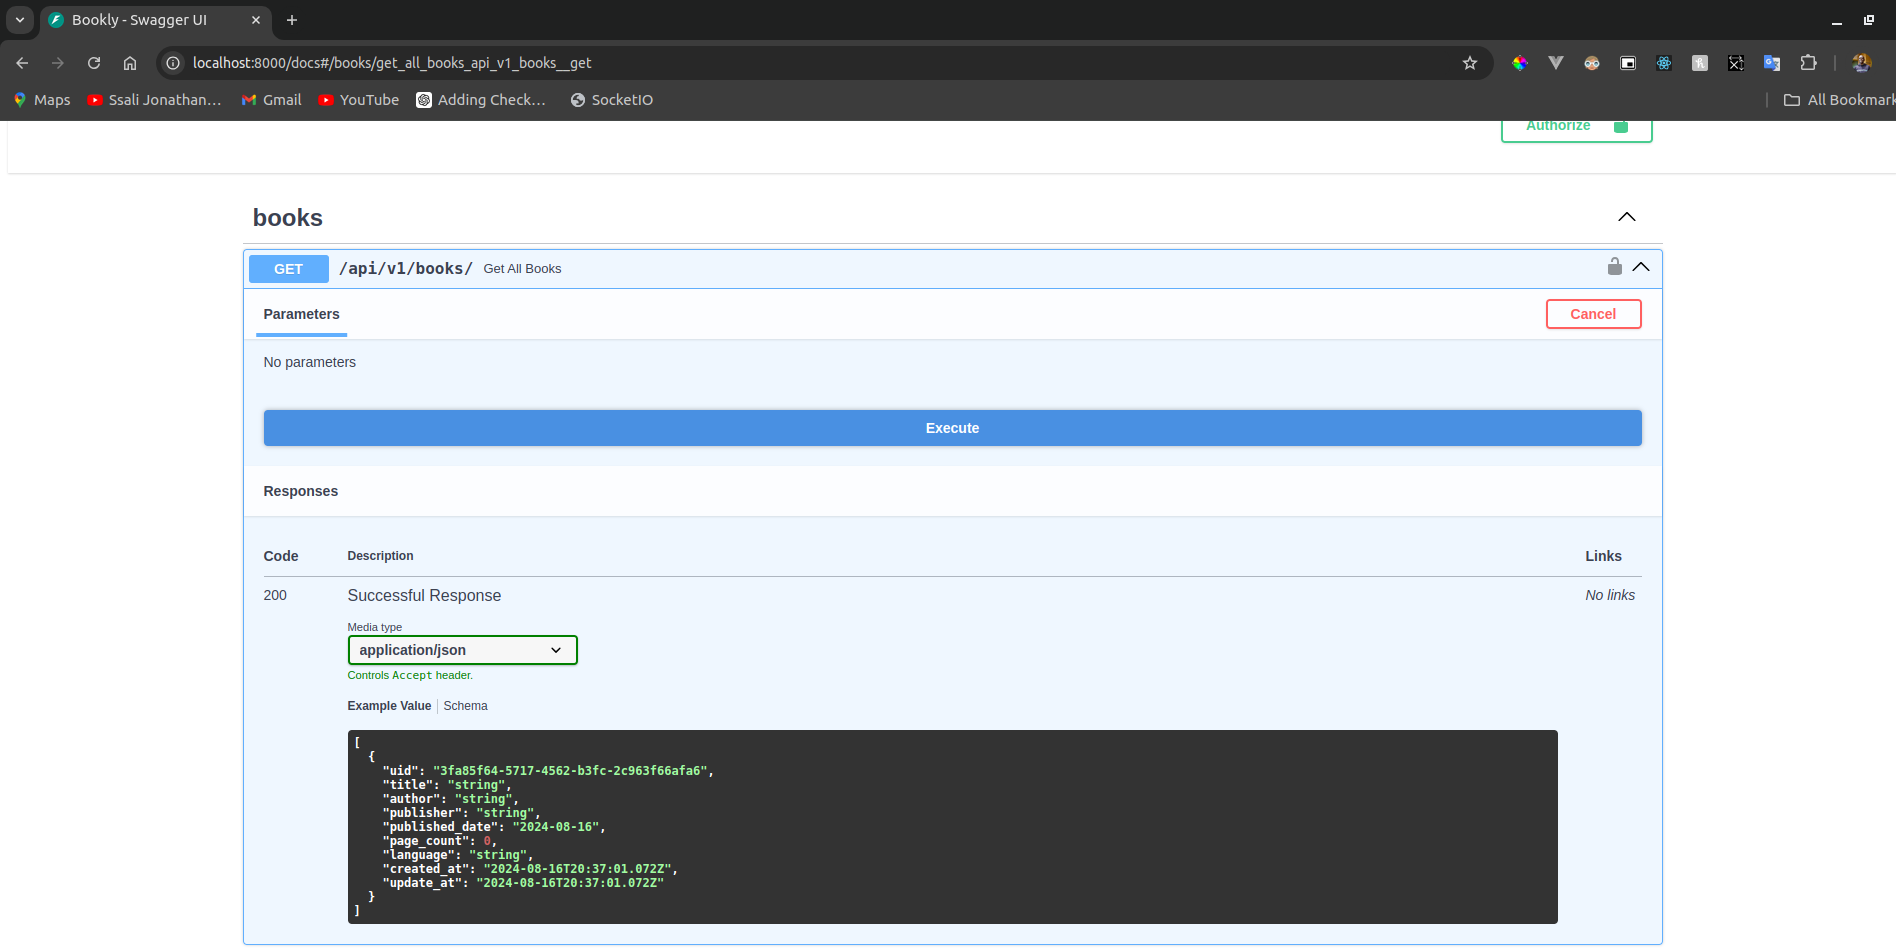 Bookly - Swagger UI
localhost:8000/docs#/books/get_all_books_api_v1_books__get
Maps Ssali Jonathan... Gmail YouTube Adding Check... SocketIO All Bookmark
Authorize
books
GET /api/v1/books/ Get All Books
Parameters Cancel
No parameters
Execute
Responses
Code Description Links
200 Successful Response No links
Media type
application/json
Controls Accept header.
Example Value Schema
[
{
"uid": "3fa85f64-5717-4562-b3fc-2c963f66afa6",
"title": "string",
"author": "string",
"publisher": "string",
"published_date": "2024-08-16",
"page_count": 0,
"language": "string",
"created_at": "2024-08-16T20:37:01.072Z",
"update_at": "2024-08-16T20:37:01.072Z"
}
]